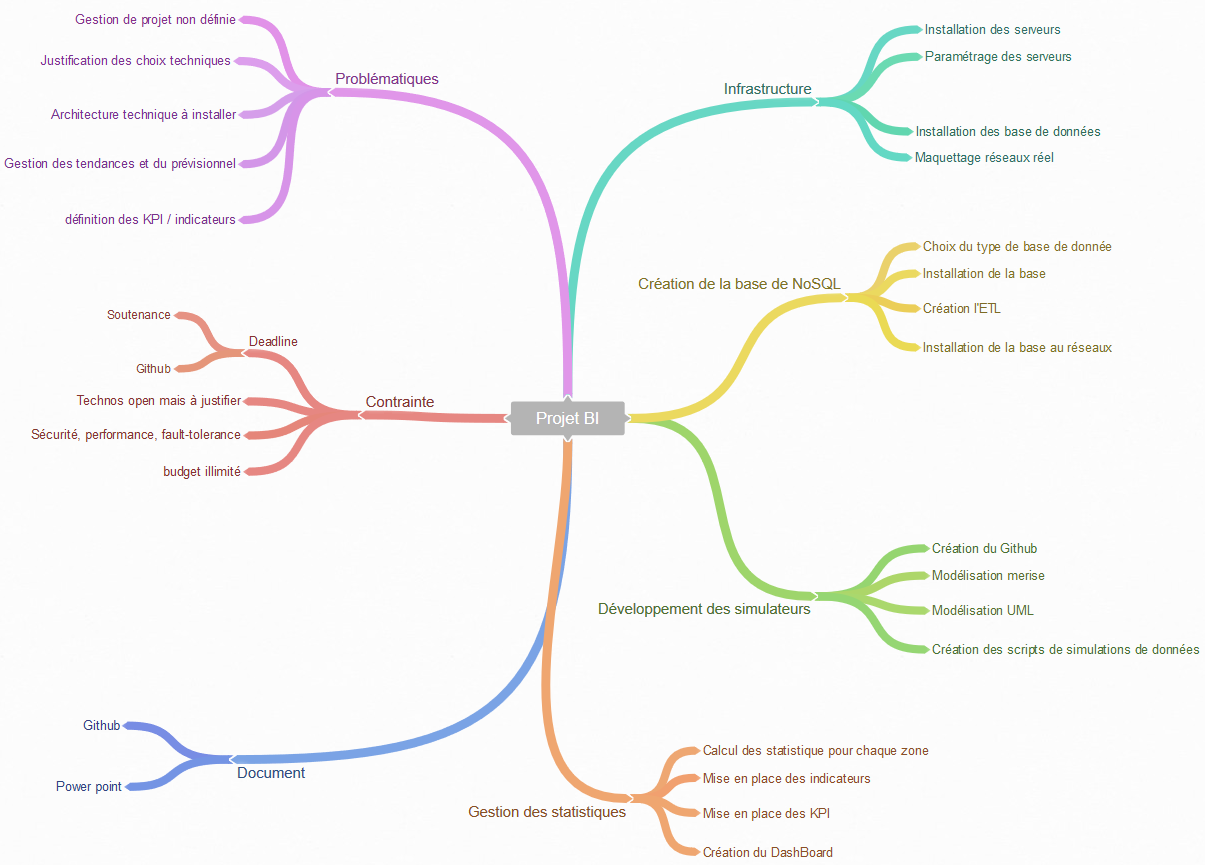 Projet BI
Problématiques
Gestion de projet non définie
Justification des choix techniques
Architecture technique à installer
Gestion des tendances et du prévisionnel
définition des KPI / indicateurs
Infrastructure
Installation des serveurs
Paramétrage des serveurs
Installation des base de données
Maquettage réseaux réel
Création de la base de NoSQL
Choix du type de base de donnée
Installation de la base
Création l'ETL
Installation de la base au réseaux
Contrainte
Deadline
Soutenance
Github
Technos open mais à justifier
Sécurité, performance, fault-tolerance
budget illimité
Développement des simulateurs
Création du Github
Modélisation merise
Modélisation UML
Création des scripts de simulations de données
Document
Github
Power point
Gestion des statistiques
Calcul des statistique pour chaque zone
Mise en place des indicateurs
Mise en place des KPI
Création du DashBoard